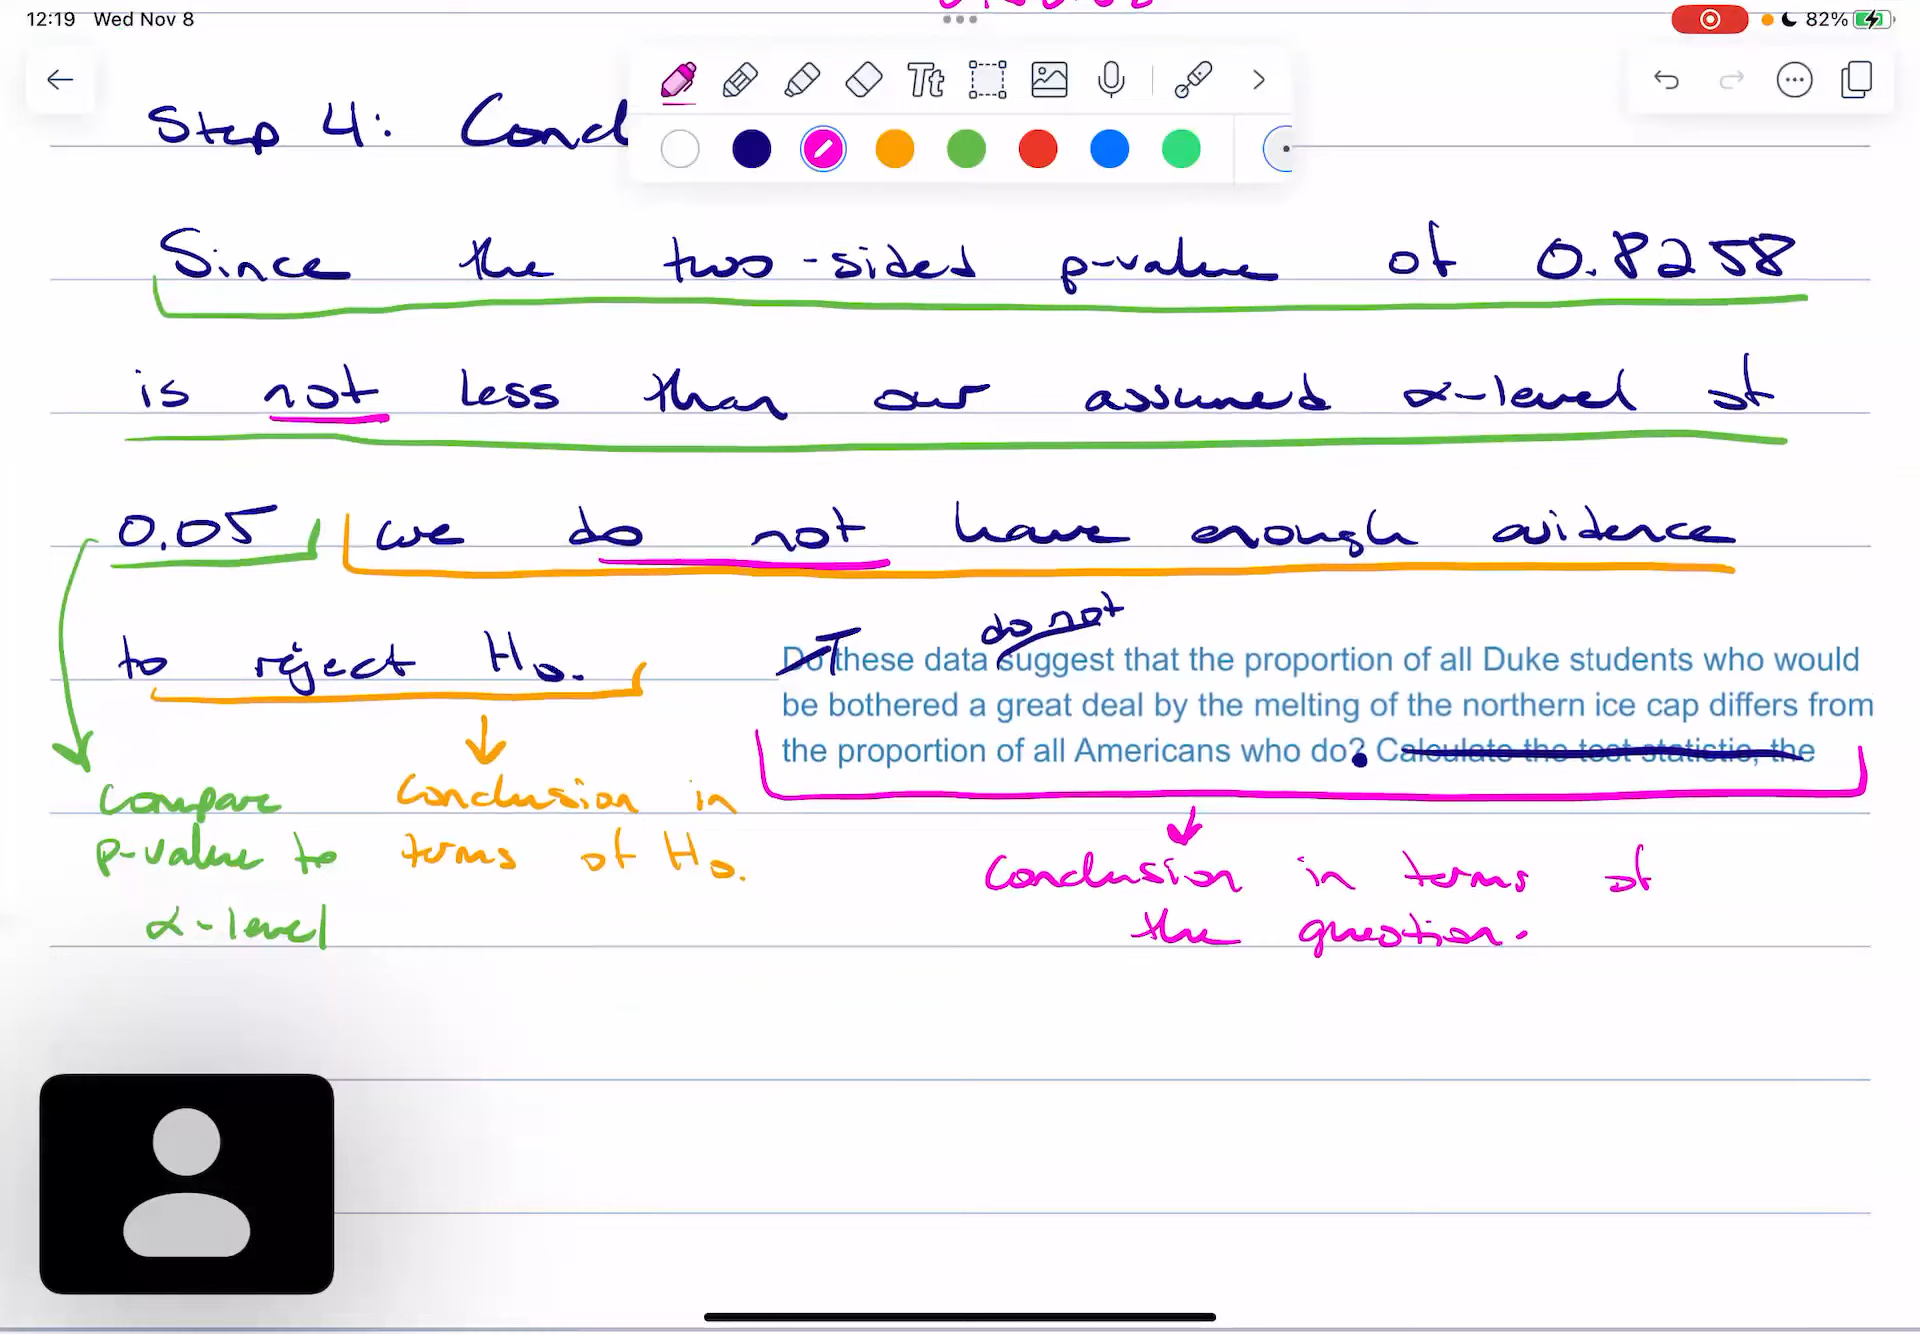 12:19 Wed Nov 8
82%
Tt
Step 4: Concl
Since the two-sided p-value of 0.8258
is not less than our assumed α-level of
0.05 we do not have enough evidence
to reject H₀.
do not
Do T these data suggest that the proportion of all Duke students who would
be bothered a great deal by the melting of the northern ice cap differs from
the proportion of all Americans who do? . Calculate the test statistic, the
Compare
p-value to
α-level
Conclusion in
terms of H₀.
Conclusion in terms of
the question.